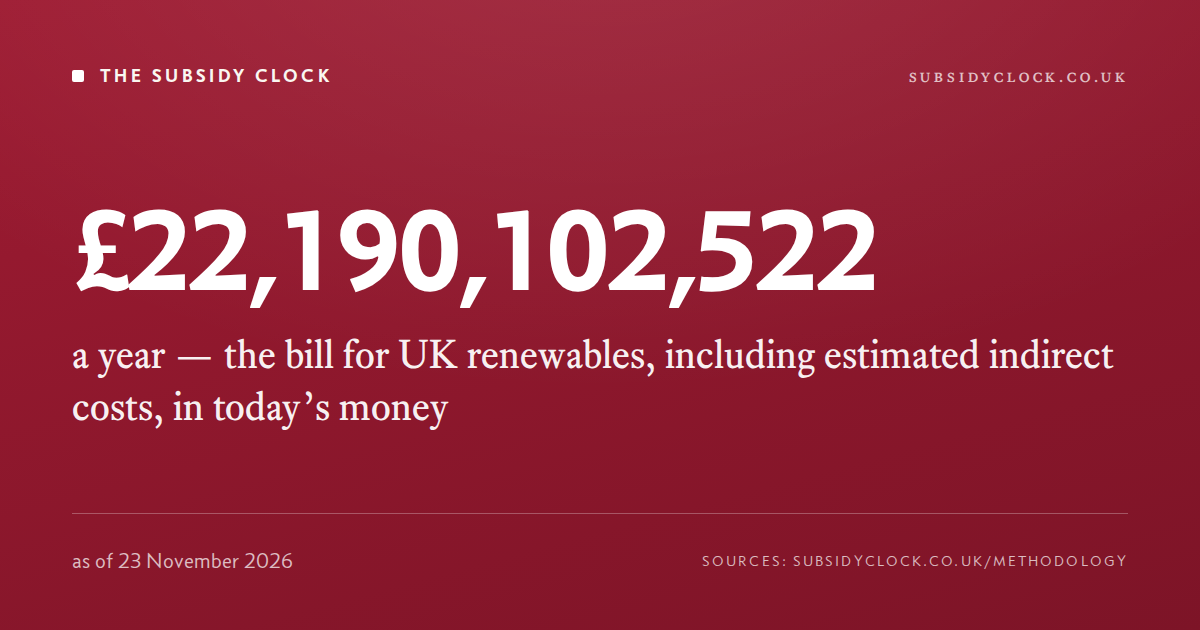 THE SUBSIDY CLOCK
SUBSIDYCLOCK.CO.UK
£22,190,102,522
a year — the bill for UK renewables, including estimated indirect
costs, in today’s money
as of 23 November 2026
SOURCES: SUBSIDYCLOCK.CO.UK/METHODOLOGY